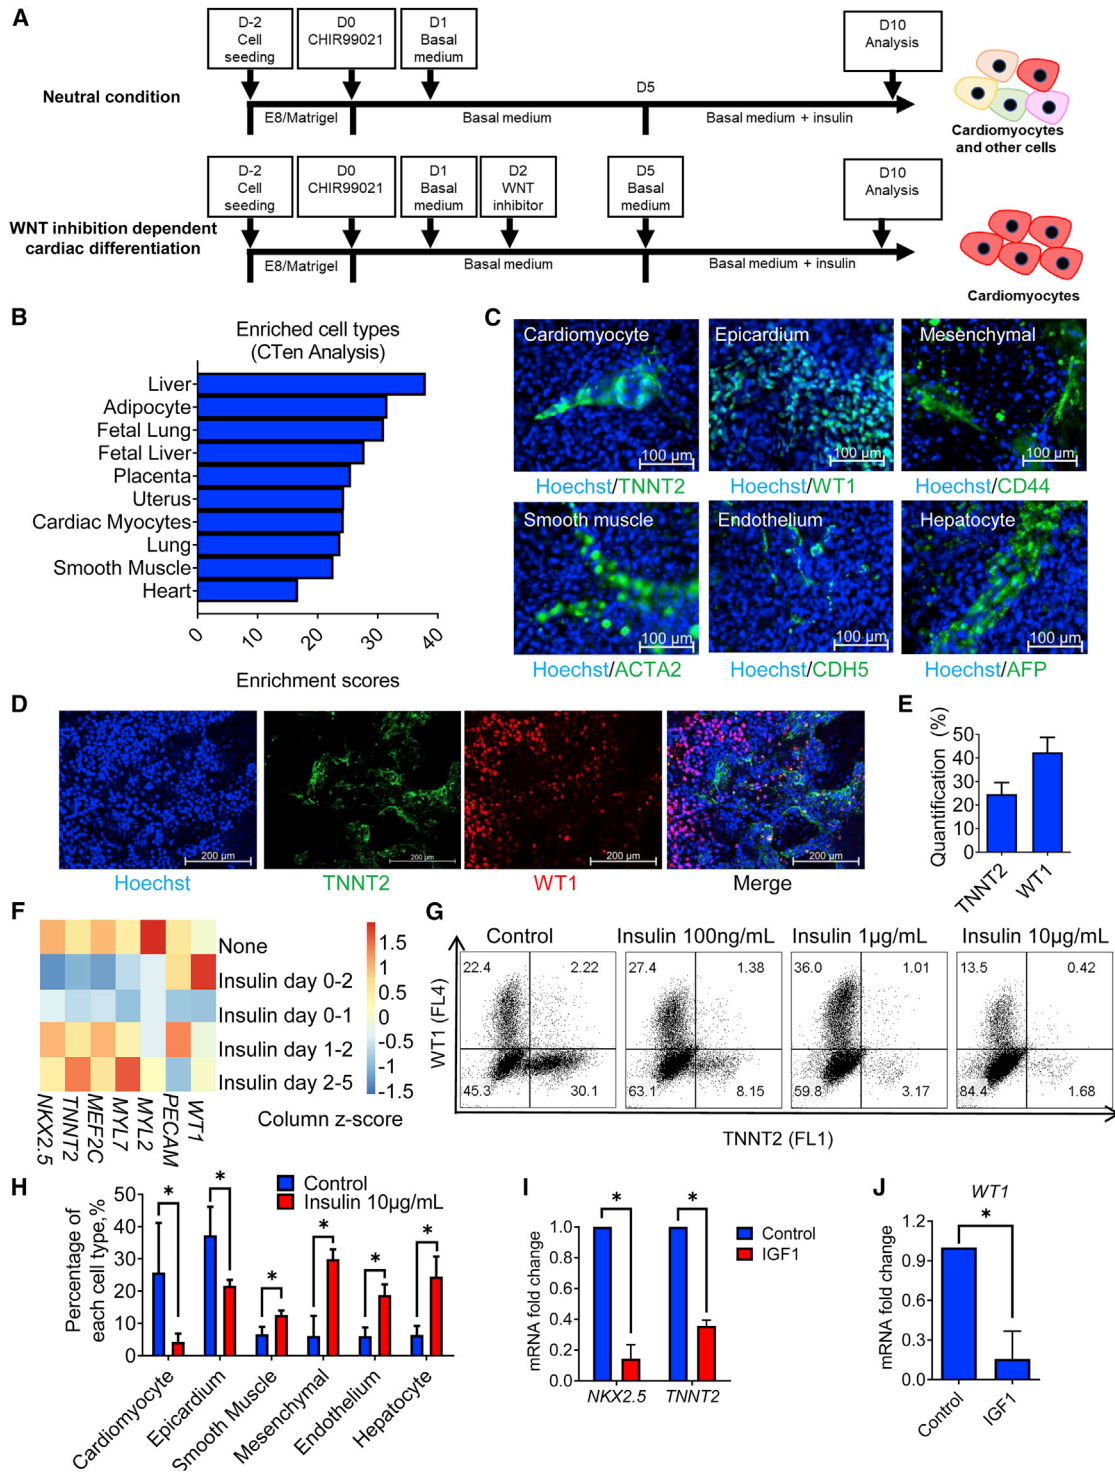 A
D-2
Cell
seeding
D0
CHIR99021
D1
Basal
medium
D10
Analysis
Neutral condition
D5
E8/Matrigel
Basal medium
Basal medium + insulin
Cardiomyocytes
and other cells
D-2
Cell
seeding
D0
CHIR99021
D1
Basal
medium
D2
WNT
inhibitor
D5
Basal
medium
D10
Analysis
WNT inhibition dependent
cardiac differentiation
E8/Matrigel
Basal medium
Basal medium + insulin
Cardiomyocytes
B
Enriched cell types
(CTen Analysis)
Liver
Adipocyte
Fetal Lung
Fetal Liver
Placenta
Uterus
Cardiac Myocytes
Lung
Smooth Muscle
Heart
0 10 20 30 40
Enrichment scores
C
Cardiomyocyte
100 µm
Hoechst/TNNT2
Epicardium
100 µm
Hoechst/WT1
Mesenchymal
100 µm
Hoechst/CD44
Smooth muscle
100 µm
Hoechst/ACTA2
Endothelium
100 µm
Hoechst/CDH5
Hepatocyte
100 µm
Hoechst/AFP
D
200 µm
Hoechst
200 µm
TNNT2
200 µm
WT1
200 µm
Merge
E
Quantification (%)
50
40
30
20
10
0
TNNT2
WT1
F
None
Insulin day 0-2
Insulin day 0-1
Insulin day 1-2
Insulin day 2-5
NKX2.5
TNNT2
MEF2C
MYL7
MYL2
PECAM
WT1
1.5
1
0.5
0
-0.5
-1
-1.5
Column z-score
G
Control
22.4 2.22
45.3 30.1
Insulin 100ng/mL
27.4 1.38
63.1 8.15
Insulin 1µg/mL
36.0 1.01
59.8 3.17
Insulin 10µg/mL
13.5 0.42
84.4 1.68
WT1 (FL4)
TNNT2 (FL1)
H
Percentage of
each cell type,%
50
40
30
20
10
0
Control
Insulin 10µg/mL
* * * * * *
Cardiomyocyte
Epicardium
Smooth Muscle
Mesenchymal
Endothelium
Hepatocyte
I
mRNA fold change
1.0
0.8
0.6
0.4
0.2
0.0
* *
NKX2.5
TNNT2
Control
IGF1
J
WT1
mRNA fold change
1.2
0.9
0.6
0.3
0.0
*
Control
IGF1